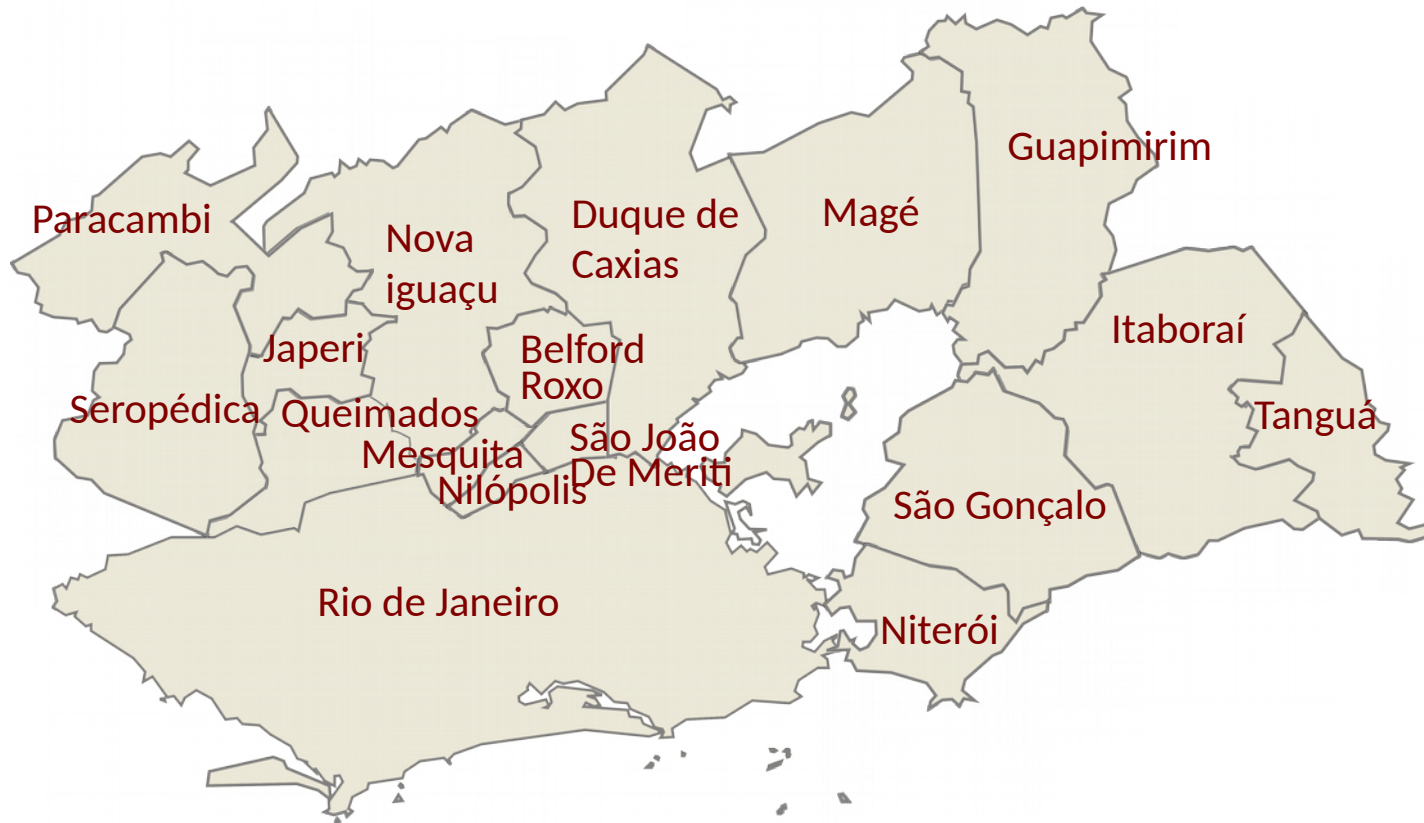 Guapimirim
Paracambi
Duque de
Caxias
Magé
Nova
iguaçu
Itaboraí
Japeri
Belford
Roxo
Seropédica
Queimados
Tanguá
São João
De Meriti
Mesquita
Nilópolis
São Gonçalo
Rio de Janeiro
Niterói